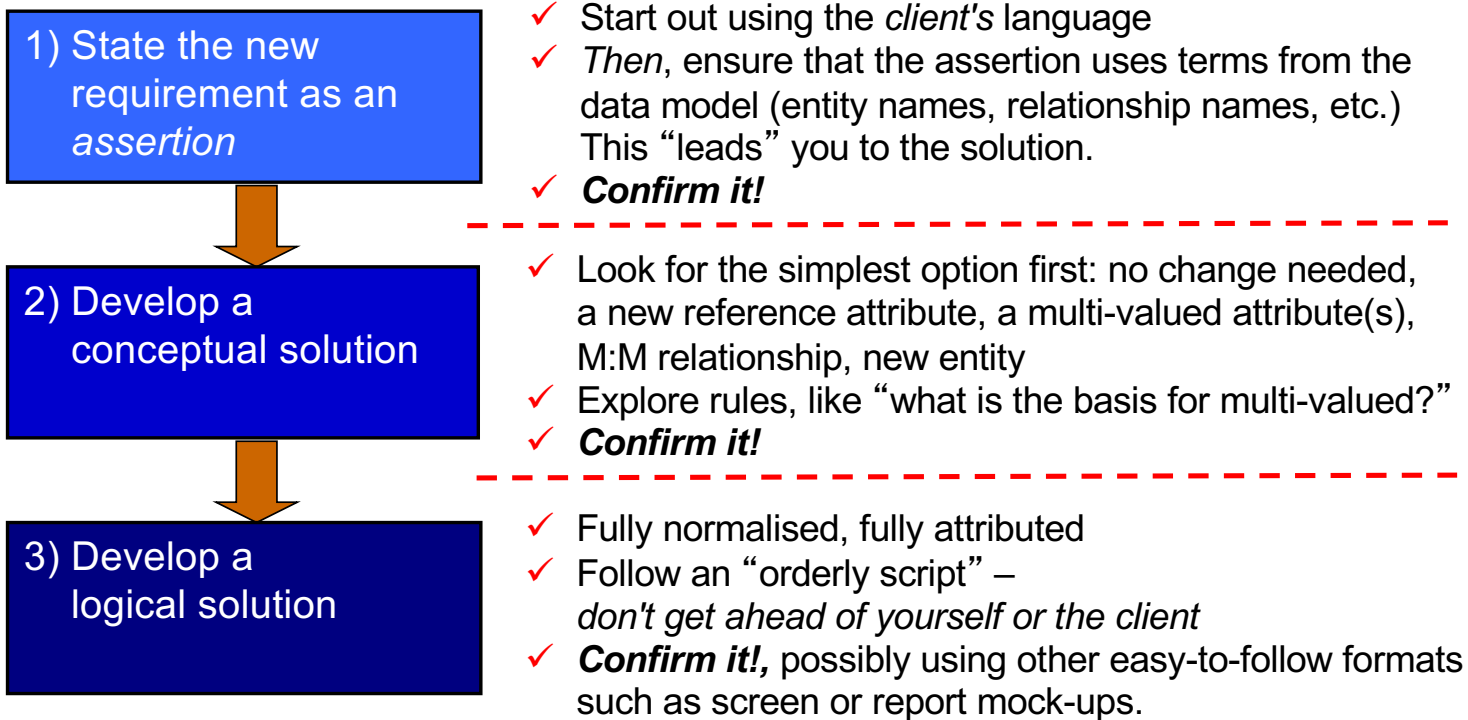 1) State the new
requirement as an
assertion
✓ Start out using the client's language
✓ Then, ensure that the assertion uses terms from the
data model (entity names, relationship names, etc.)
This “leads” you to the solution.
✓ Confirm it!
2) Develop a
conceptual solution
✓ Look for the simplest option first: no change needed,
a new reference attribute, a multi-valued attribute(s),
M:M relationship, new entity
✓ Explore rules, like “what is the basis for multi-valued?”
✓ Confirm it!
3) Develop a
logical solution
✓ Fully normalised, fully attributed
✓ Follow an “orderly script” –
don't get ahead of yourself or the client
✓ Confirm it!, possibly using other easy-to-follow formats
such as screen or report mock-ups.